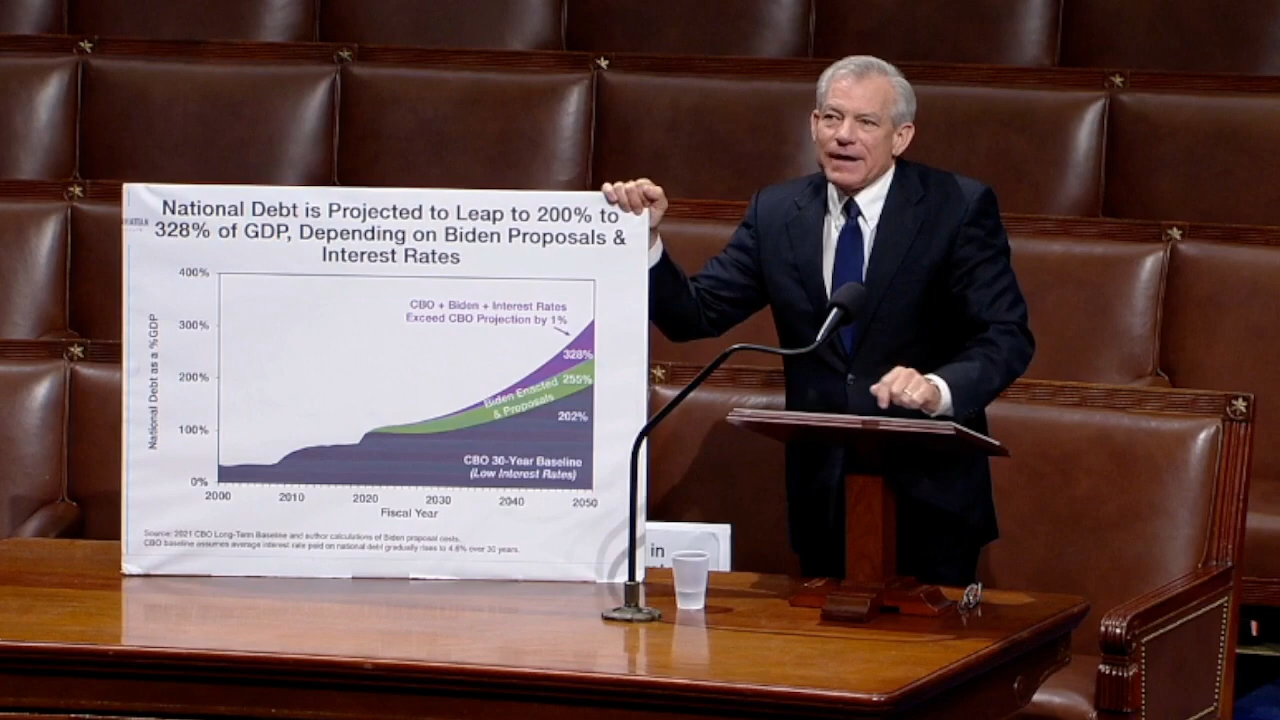 National Debt is Projected to Leap to 200% to
328% of GDP, Depending on Biden Proposals &
Interest Rates
400%
300%
200%
100%
0%
National Debt as a %GDP
CBO + Biden + Interest Rates
Exceed CBO Projection by 1%
328%
Biden Enacted
& Proposals
255%
202%
CBO 30-Year Baseline
(Low Interest Rates)
2000 2010 2020 2030 2040 2050
Fiscal Year
Source: 2021 CBO Long-Term Baseline and author calculations of Biden proposal costs.
CBO baseline assumes average interest rate paid on national debt gradually rises to 4.6% over 30 years.
in